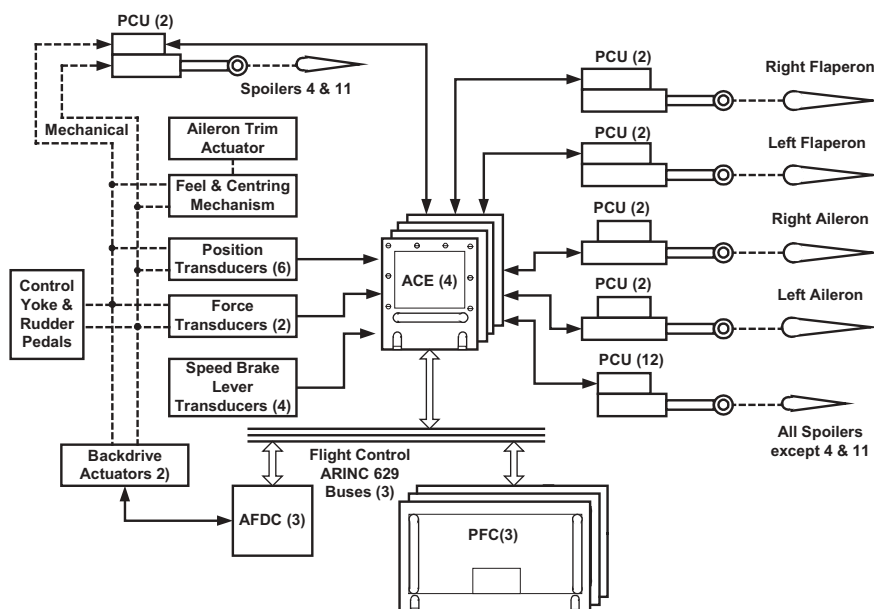 PCU (2)
Spoilers 4 & 11
Mechanical
Aileron Trim
Actuator
Feel & Centring
Mechanism
Position
Transducers (6)
Control
Yoke &
Rudder
Pedals
Force
Transducers (2)
Speed Brake
Lever
Transducers (4)
Backdrive
Actuators 2)
AFDC (3)
Flight Control
ARINC 629
Buses (3)
PFC(3)
ACE (4)
PCU (2)
Right Flaperon
PCU (2)
Left Flaperon
PCU (2)
Right Aileron
PCU (2)
Left Aileron
PCU (12)
All Spoilers
except 4 & 11